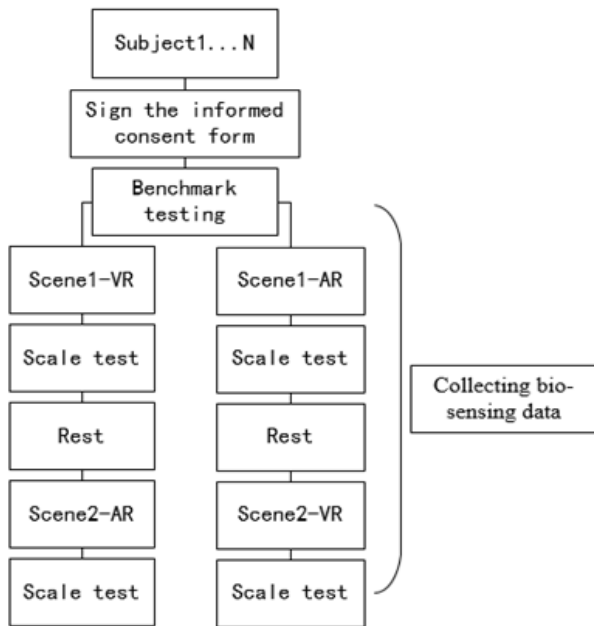 Subject1...N
Sign the informed
consent form
Benchmark
testing
Scene1-VR
Scale test
Rest
Scene2-AR
Scale test
Scene1-AR
Scale test
Rest
Scene2-VR
Scale test
Collecting bio-
sensing data